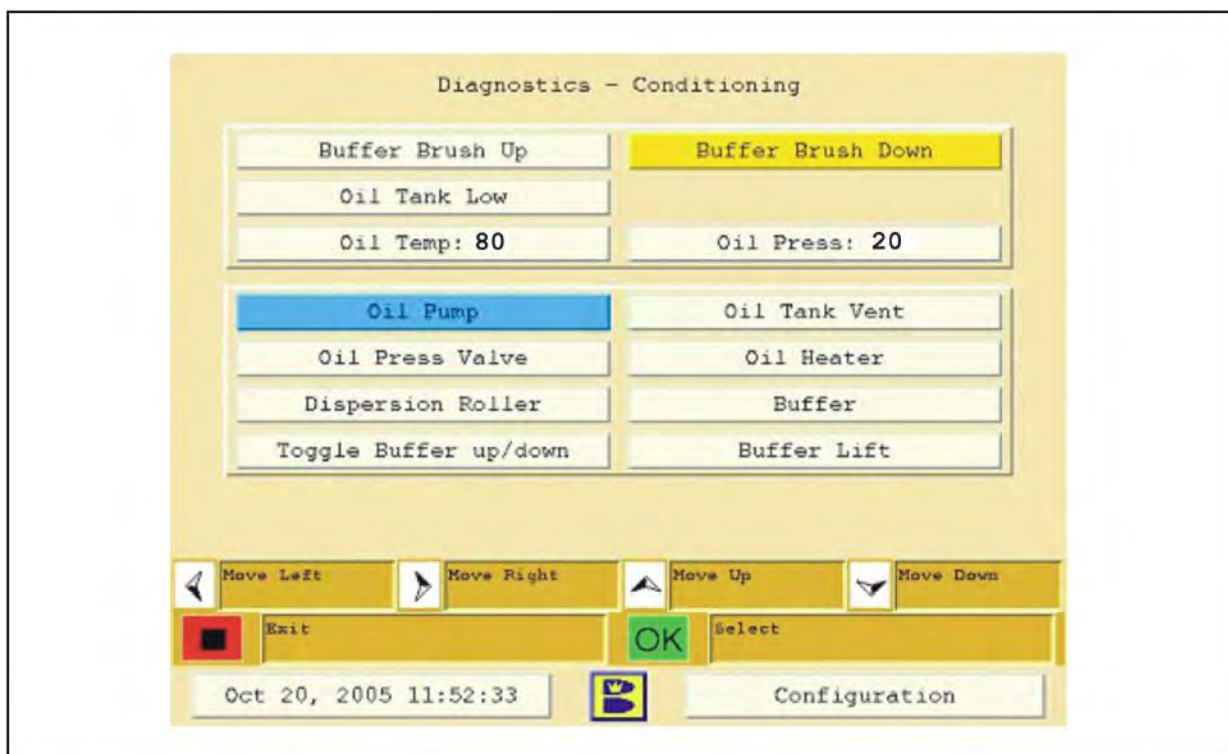 Diagnostics - Conditioning
Buffer Brush Up
Buffer Brush Down
Oil Tank Low
Oil Temp: 80
Oil Press: 20
Oil Pump
Oil Tank Vent
Oil Press Valve
Oil Heater
Dispersion Roller
Buffer
Toggle Buffer up/down
Buffer Lift
Move Left
Move Right
Move Up
Move Down
Exit
OK
Select
Oct 20, 2005 11:52:33
Configuration